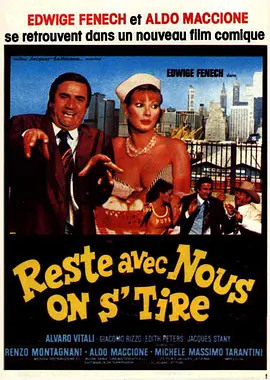 EDWIGE FENECH et ALDO MACCIONE
se retrouvent dans un nouveau film comique
EDWIGE FENECH dans
RESTE AVEC NOUS
ON S'TIRE
ALVARO VITALI GIACOMO RIZZO EDITH PETERS JACQUES STANY
RENZO MONTAGNANI ALDO MACCIONE MICHELE MASSIMO TARANTINI